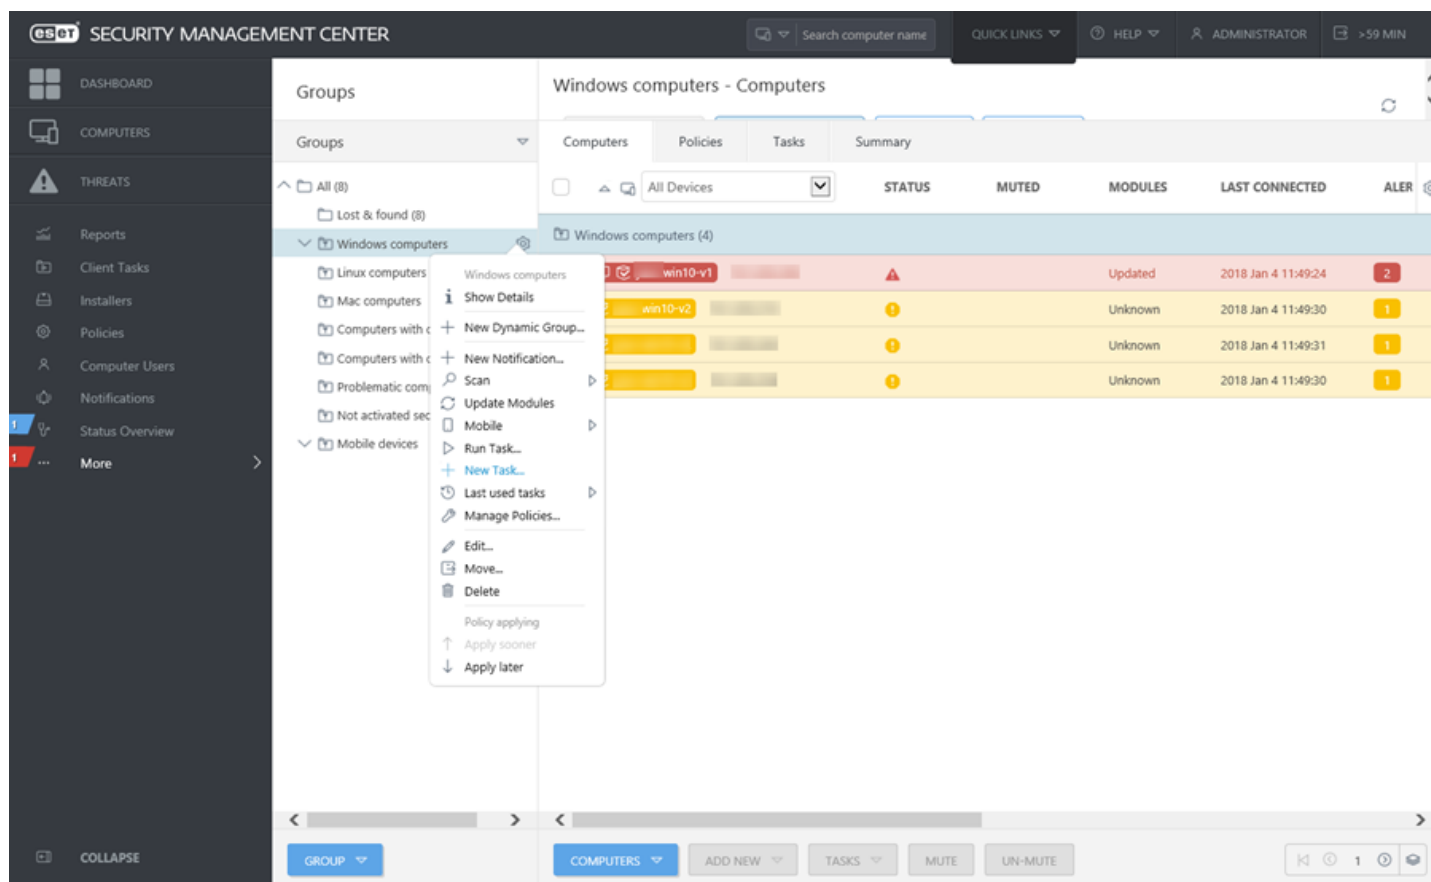 eset SECURITY MANAGEMENT CENTER
Search computer name
QUICK LINKS
HELP
ADMINISTRATOR
>59 MIN
DASHBOARD
COMPUTERS
THREATS
Reports
Client Tasks
Installers
Policies
Computer Users
Notifications
1
Status Overview
1
More
COLLAPSE
Groups
Groups
All (8)
Lost & found (8)
Windows computers
Linux computers
Mac computers
Computers with
Computers with
Problematic com
Not activated sec
Mobile devices
GROUP
Windows computers
Show Details
New Dynamic Group...
New Notification...
Scan
Update Modules
Mobile
Run Task...
New Task...
Last used tasks
Manage Policies...
Edit...
Move...
Delete
Policy applying
Apply sooner
Apply later
Windows computers - Computers
Computers Policies Tasks Summary
All Devices STATUS MUTED MODULES LAST CONNECTED ALER
Windows computers (4)
win10-v1 Updated 2018 Jan 4 11:49:24 2
win10-v2 Unknown 2018 Jan 4 11:49:30 1
Unknown 2018 Jan 4 11:49:31 1
Unknown 2018 Jan 4 11:49:30 1
COMPUTERS ADD NEW TASKS MUTE UN-MUTE 1